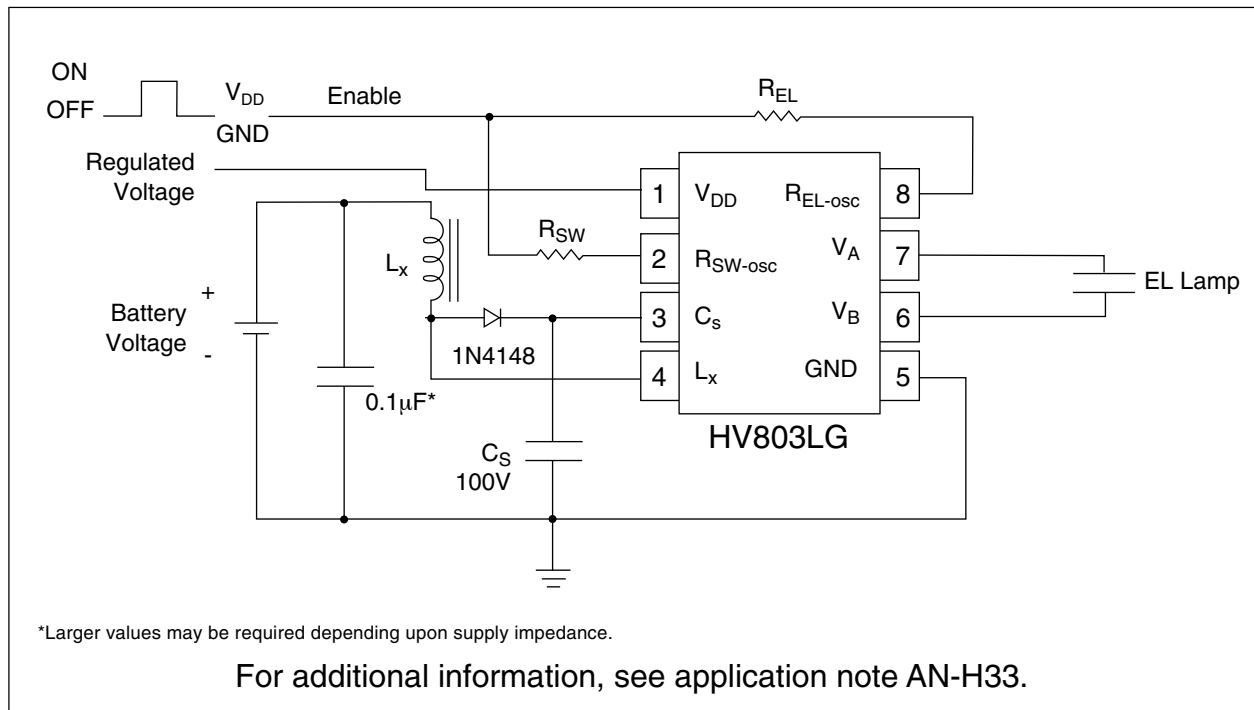 ON
OFF
V_DD
GND
Enable
R_EL
Regulated
Voltage
1
V_DD
R_EL-osc
8
R_SW
2
R_SW-osc
V_A
7
L_x
EL Lamp
+
Battery
Voltage
-
3
C_s
V_B
6
1N4148
4
L_x
GND
5
0.1μF*
HV803LG
C_S
100V
*Larger values may be required depending upon supply impedance.
For additional information, see application note AN-H33.